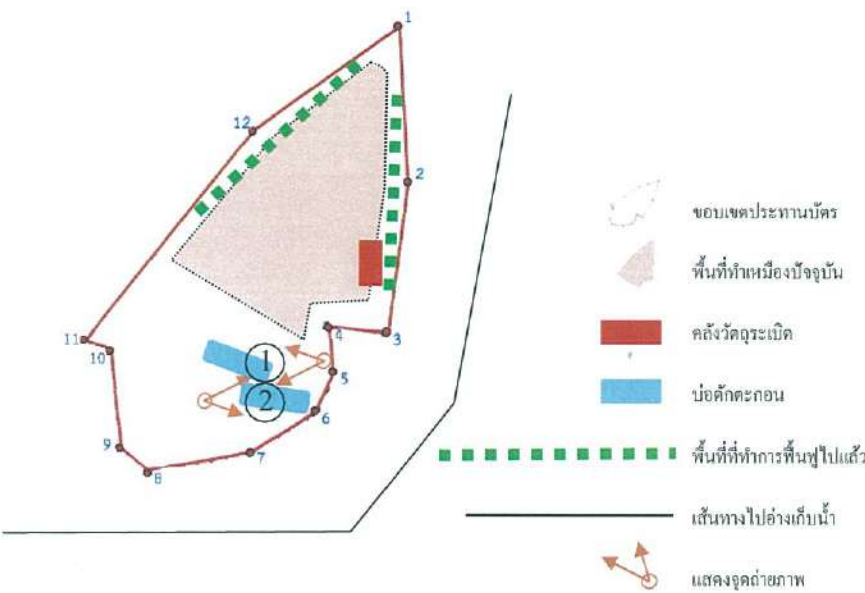 1
12
2
ขอบเขตประทานบัตร
พื้นที่ทำเหมืองปัจจุบัน
คลังวัตถุระเบิด
11
10
4
3
1
5
บ่อดักตะกอน
2
6
9
7
8
พื้นที่ที่ทำการฟื้นฟูไปแล้ว
เส้นทางไปอ่างเก็บน้ำ
แสดงจุดถ่ายภาพ